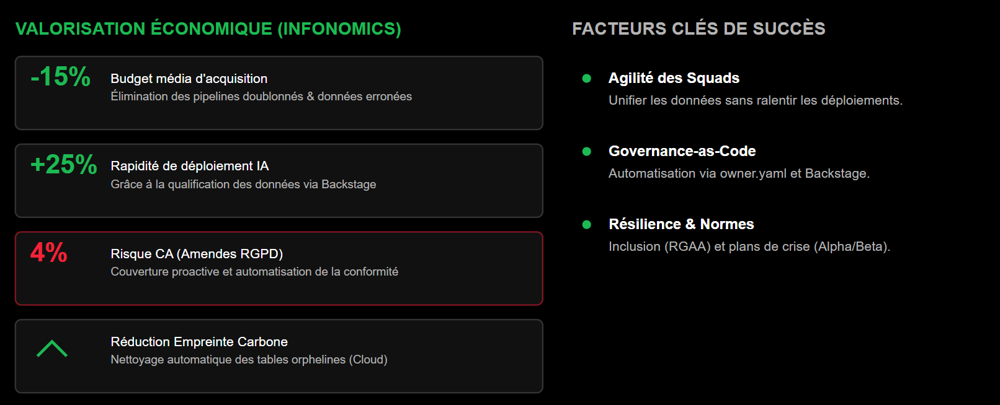 VALORISATION ÉCONOMIQUE (INFONOMICS)
-15%
Budget média d'acquisition
Élimination des pipelines doublonnés & données erronées
+25%
Rapidité de déploiement IA
Grâce à la qualification des données via Backstage
4%
Risque CA (Amendes RGPD)
Couverture proactive et automatisation de la conformité
Réduction Empreinte Carbone
Nettoyage automatique des tables orphelines (Cloud)
FACTEURS CLÉS DE SUCCÈS
Agilité des Squads
Unifier les données sans ralentir les déploiements.
Governance-as-Code
Automatisation via owner.yaml et Backstage.
Résilience & Normes
Inclusion (RGAA) et plans de crise (Alpha/Beta).